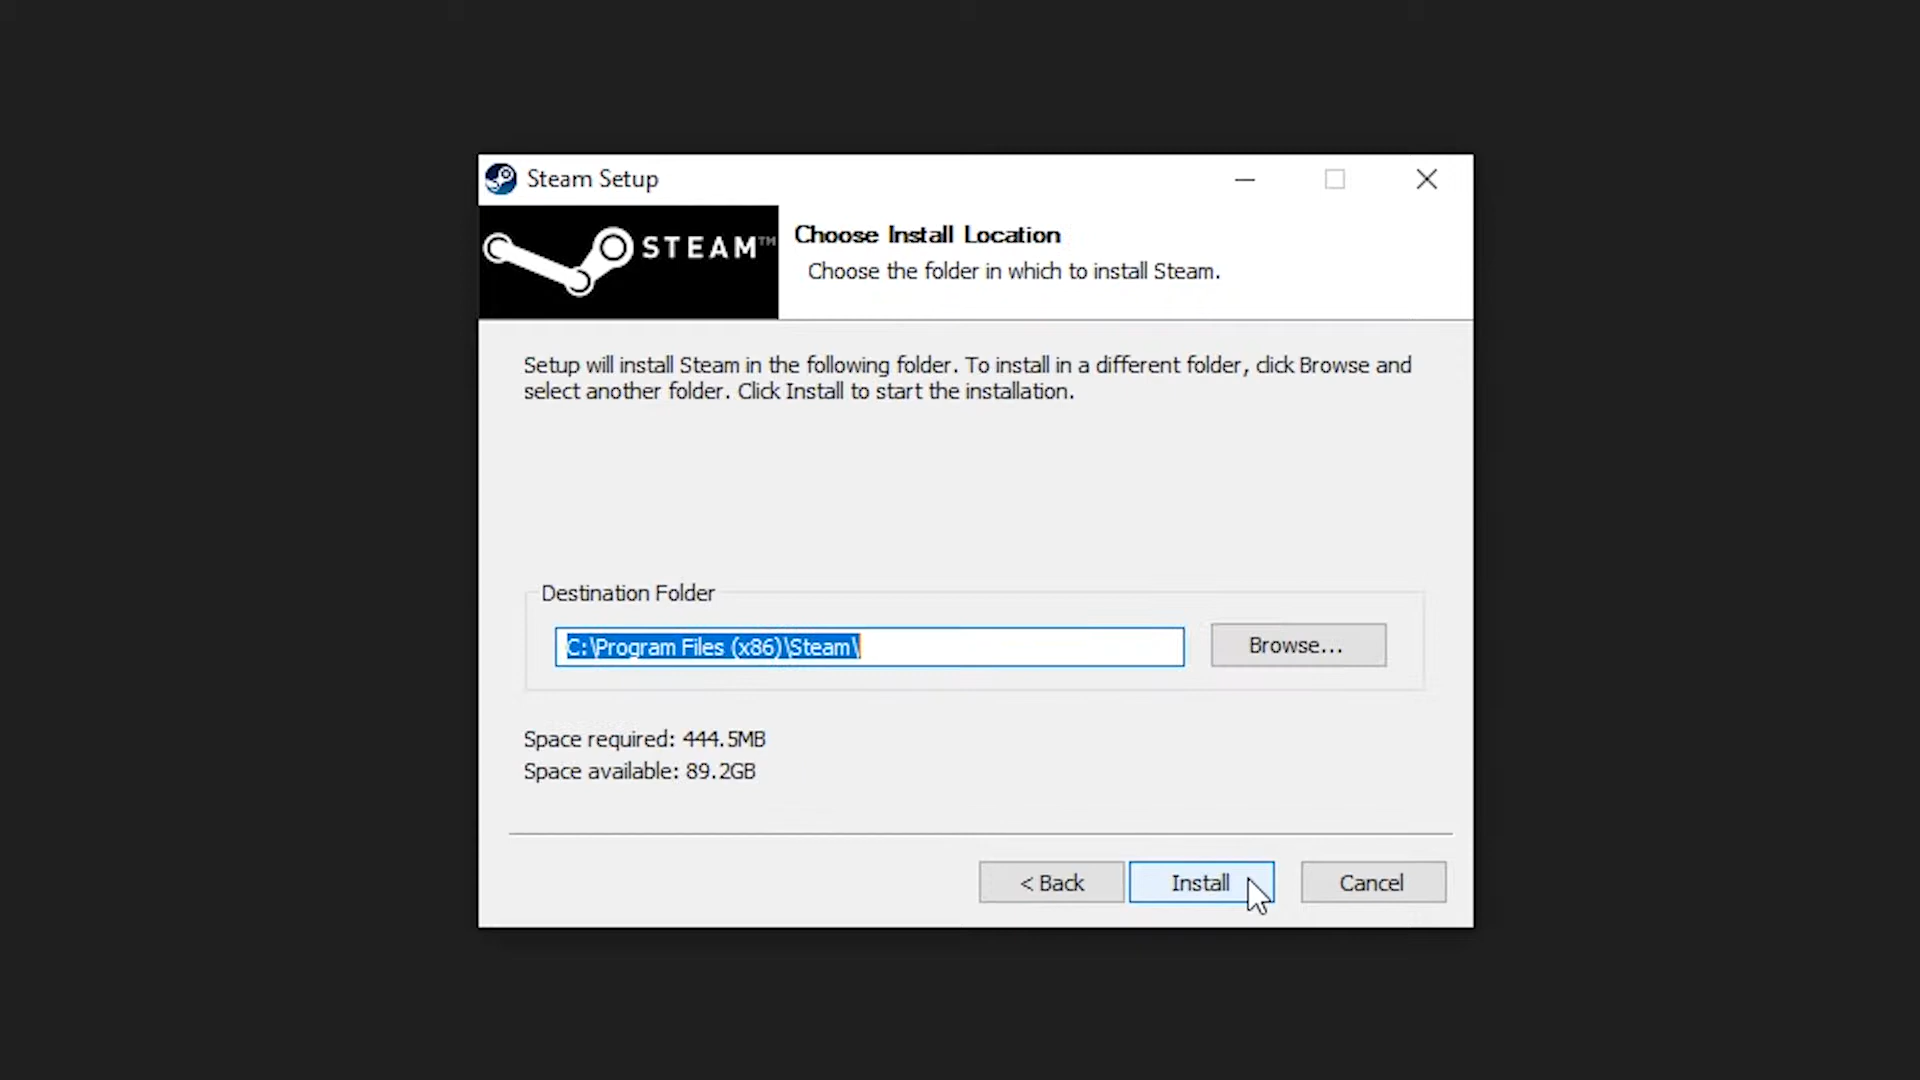 Steam Setup
STEAM™
Choose Install Location
Choose the folder in which to install Steam.
Setup will install Steam in the following folder. To install in a different folder, click Browse and
select another folder. Click Install to start the installation.
Destination Folder
C:\Program Files (x86)\Steam\
Browse...
Space required: 444.5MB
Space available: 89.2GB
< Back
Install
Cancel